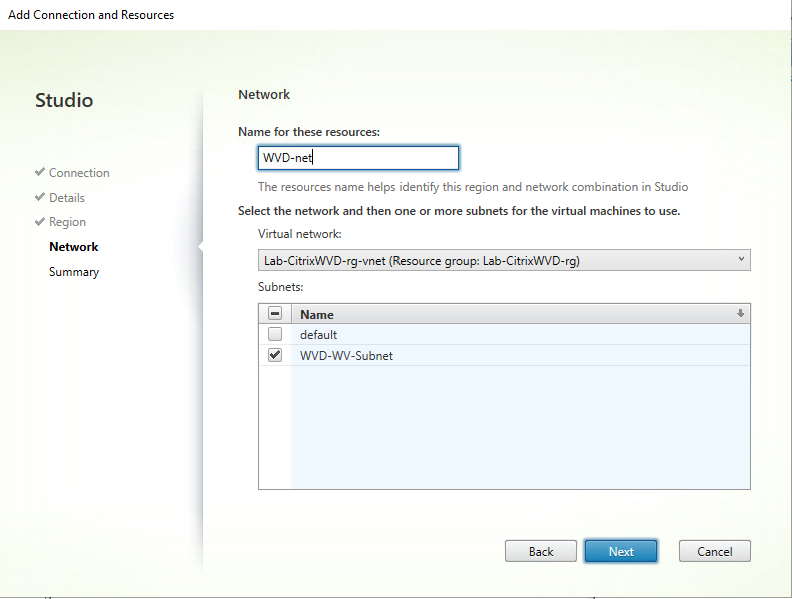 Add Connection and Resources
Studio
Connection
Details
Region
Network
Summary
Network
Name for these resources:
WVD-net
The resources name helps identify this region and network combination in Studio
Select the network and then one or more subnets for the virtual machines to use.
Virtual network:
Lab-CitrixWVD-rg-vnet (Resource group: Lab-CitrixWVD-rg)
Subnets:
Name
default
WVD-WV-Subnet
Back
Next
Cancel